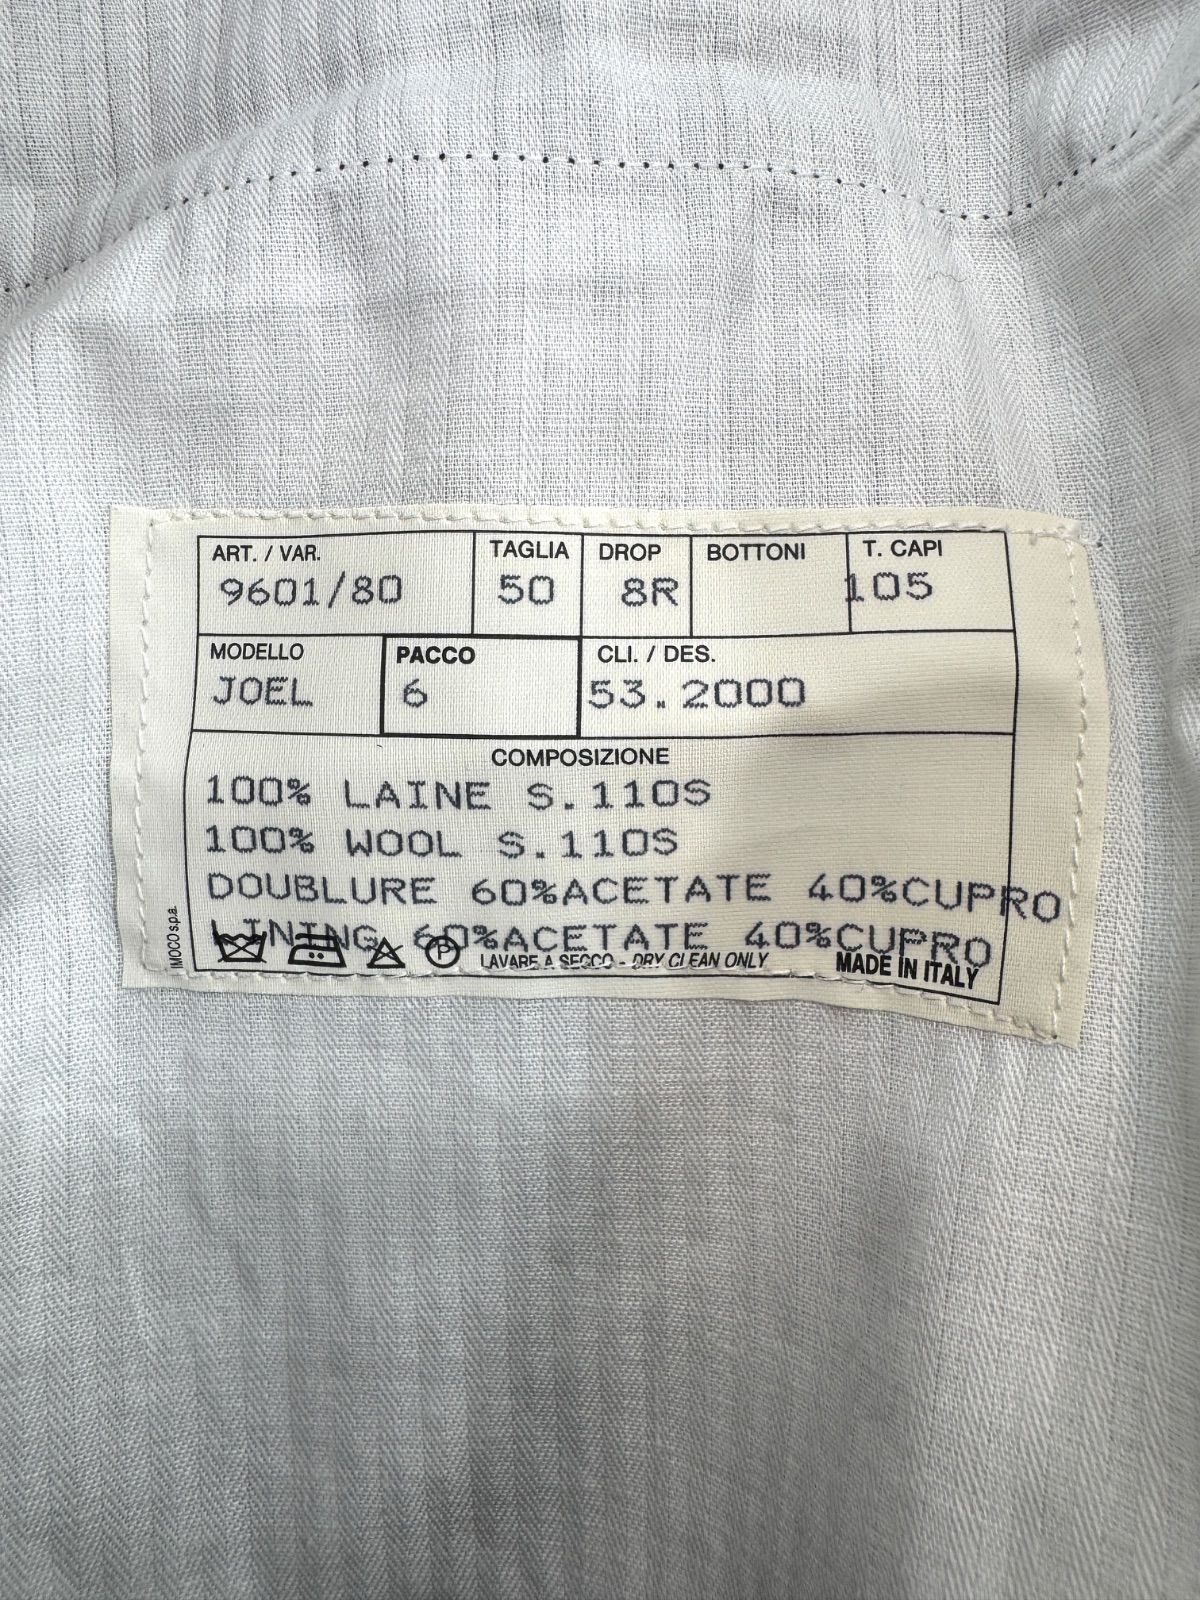 ART. / VAR. TAGLIA DROP BOTTONI T. CAPI
9601/80 50 8R 105
MODELLO PACCO CLI. / DES.
JOEL 6 53.2000
COMPOSIZIONE
100% LAINE S.110S
100% WOOL S.110S
DOUBLURE 60%ACETATE 40%CUPRO
LINING 60%ACETATE 40%CUPRO
P LAVARE A SECCO - DRY CLEAN ONLY MADE IN ITALY
IMOCO s.p.a.